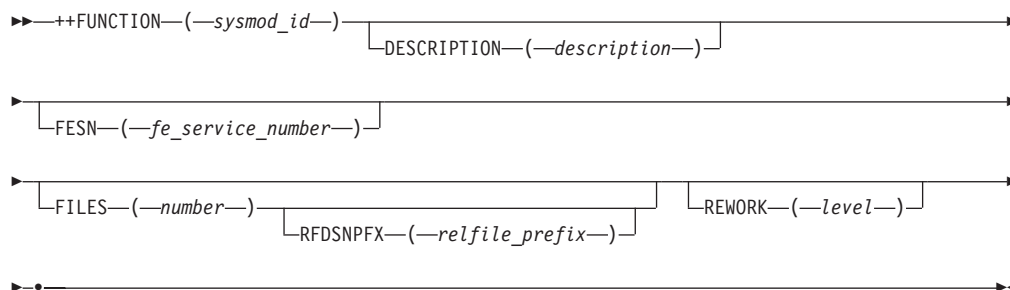 ++FUNCTION ( sysmod_id )
DESCRIPTION ( description )
FESN ( fe_service_number )
FILES ( number )
RFDSNPFX ( relfile_prefix )
REWORK ( level )
.